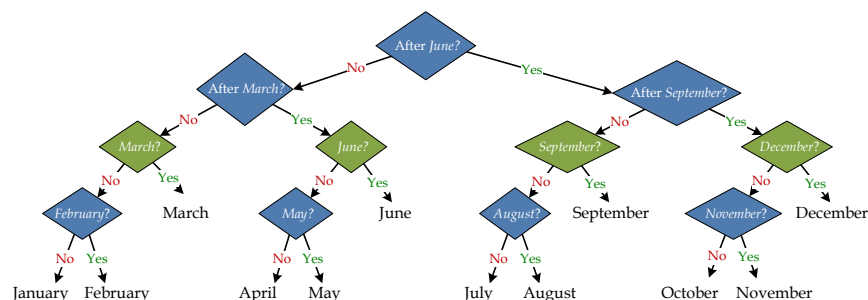 After June?
No
Yes
After March?
After September?
No
Yes
No
Yes
March?
June?
September?
December?
No
Yes
No
Yes
No
Yes
No
Yes
February?
March
May?
June
August?
September
November?
December
No
Yes
No
Yes
No
Yes
No
Yes
January
February
April
May
July
August
October
November